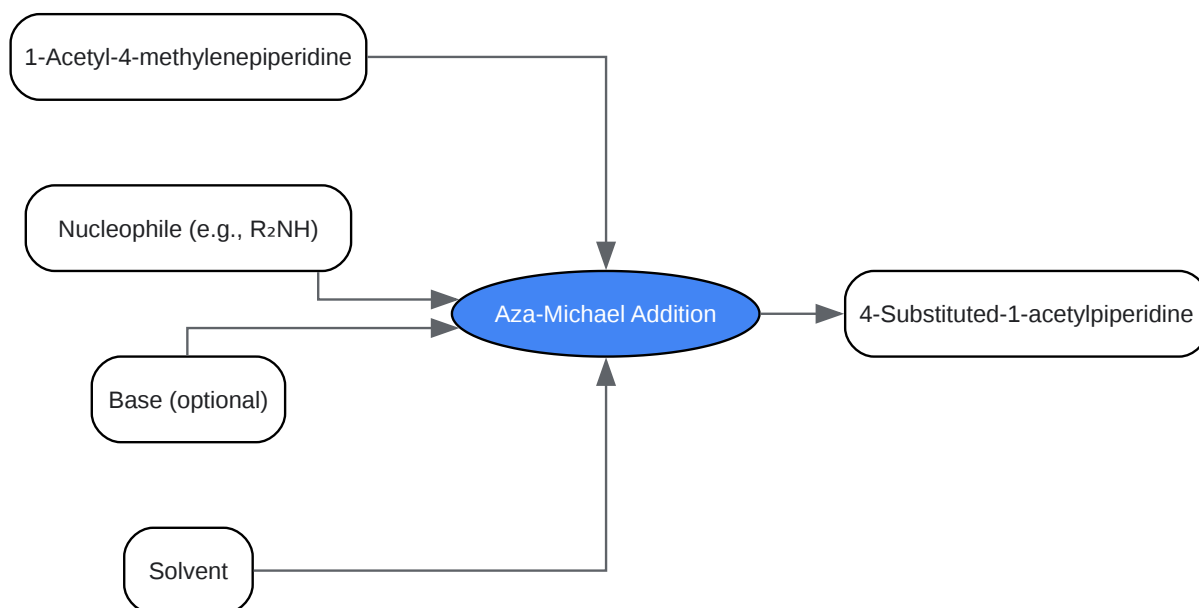 1-Acetyl-4-methylenepiperidine
Nucleophile (e.g., R₂NH)
Aza-Michael Addition
4-Substituted-1-acetylpiperidine
Base (optional)
Solvent